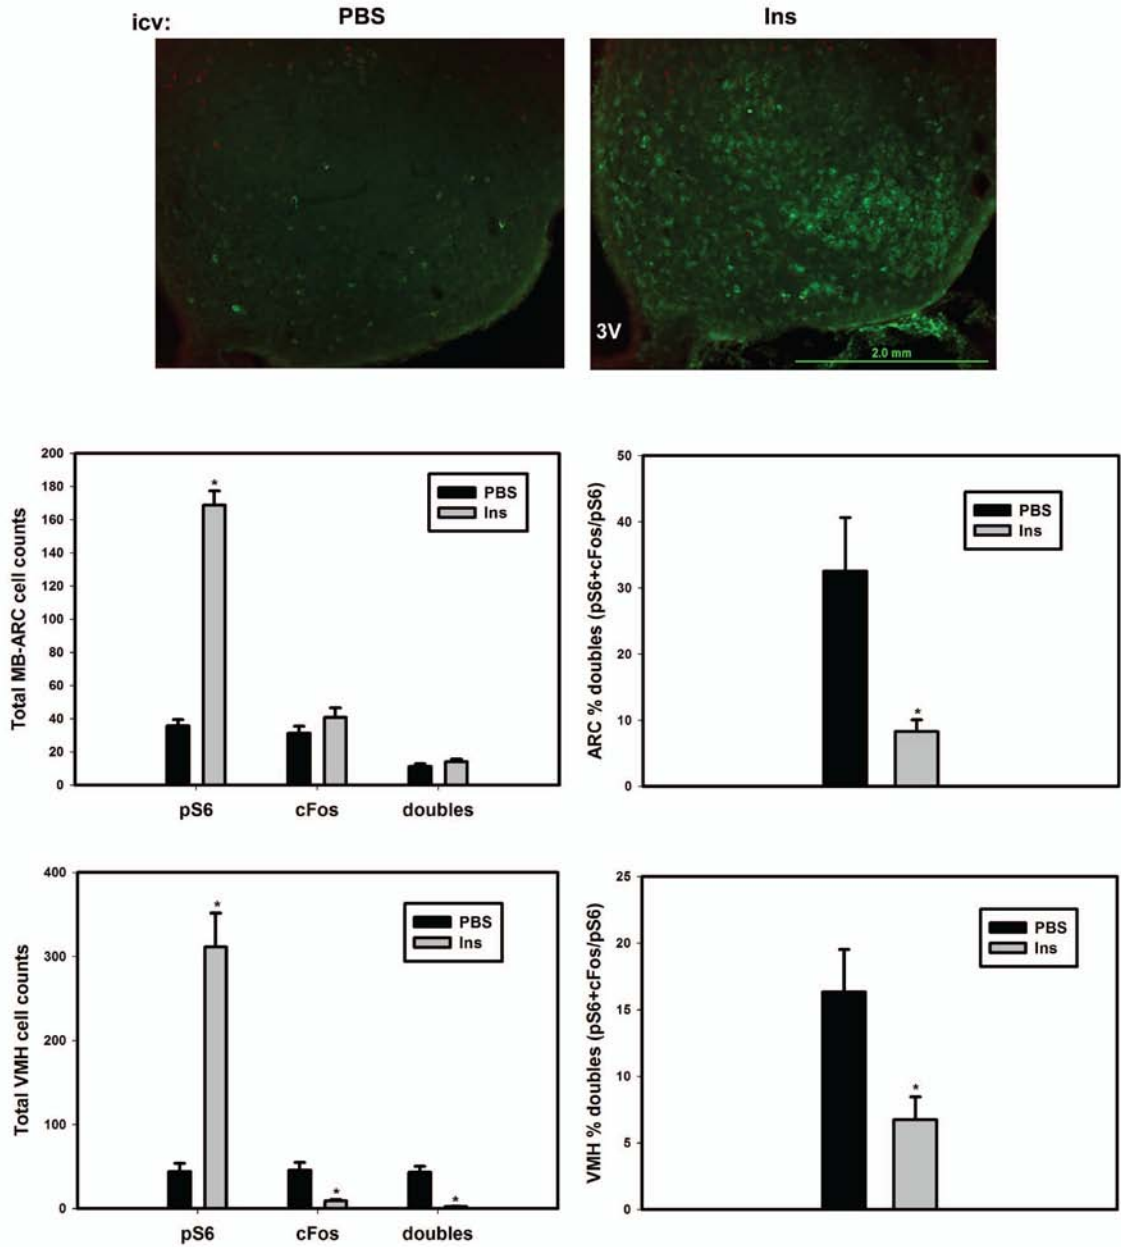 icv: PBS Ins
3V
2.0 mm
Total MB-ARC cell counts
200
180
160
140
120
100
80
60
40
20
0
*
PBS
Ins
pS6 cFos doubles
ARC % doubles (pS6+cFos/pS6)
50
40
30
20
10
0
*
PBS
Ins
Total VMH cell counts
400
300
200
100
0
*
*
*
PBS
Ins
pS6 cFos doubles
VMH % doubles (pS6+cFos/pS6)
25
20
15
10
5
0
*
PBS
Ins